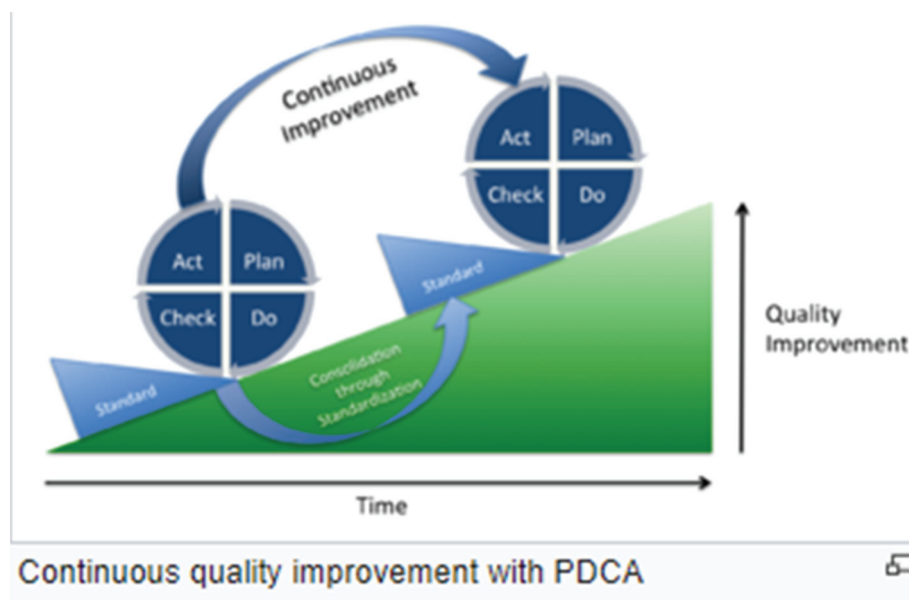 Continuous
Improvement
Act
Plan
Check
Do
Act
Plan
Check
Do
Standard
Standard
Consolidation
through
Standardization
Quality
Improvement
Time
Continuous quality improvement with PDCA